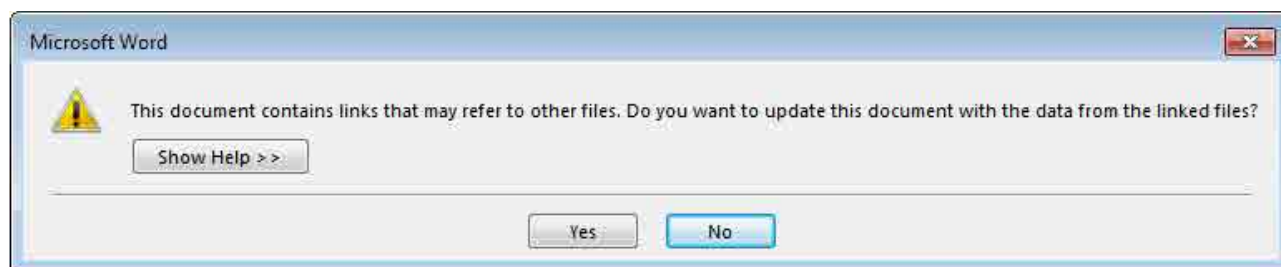 Microsoft Word
This document contains links that may refer to other files. Do you want to update this document with the data from the linked files?
Show Help >>
Yes
No